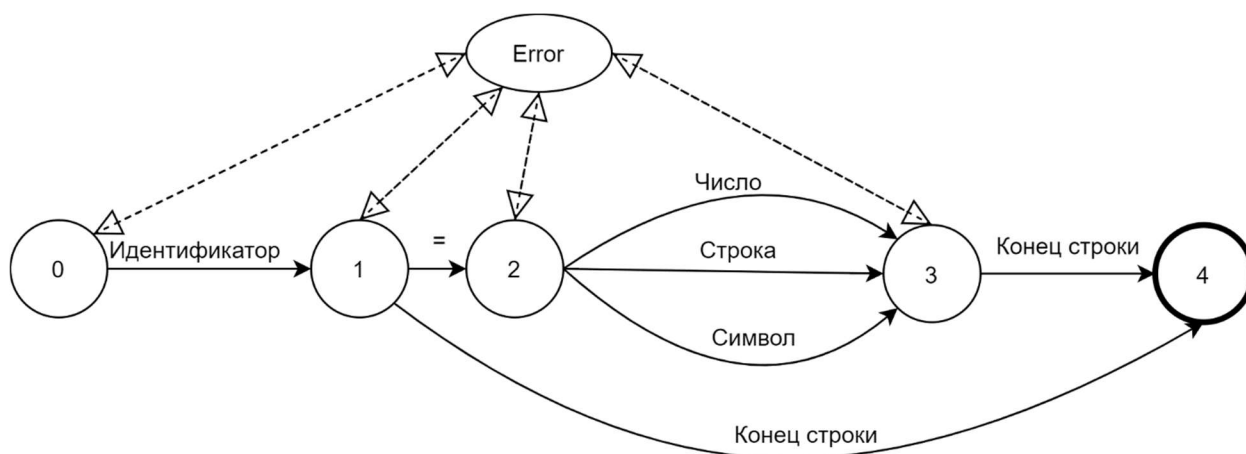 Error
Число
Идентификатор
=
Строка
Конец строки
0
1
2
3
4
Символ
Конец строки